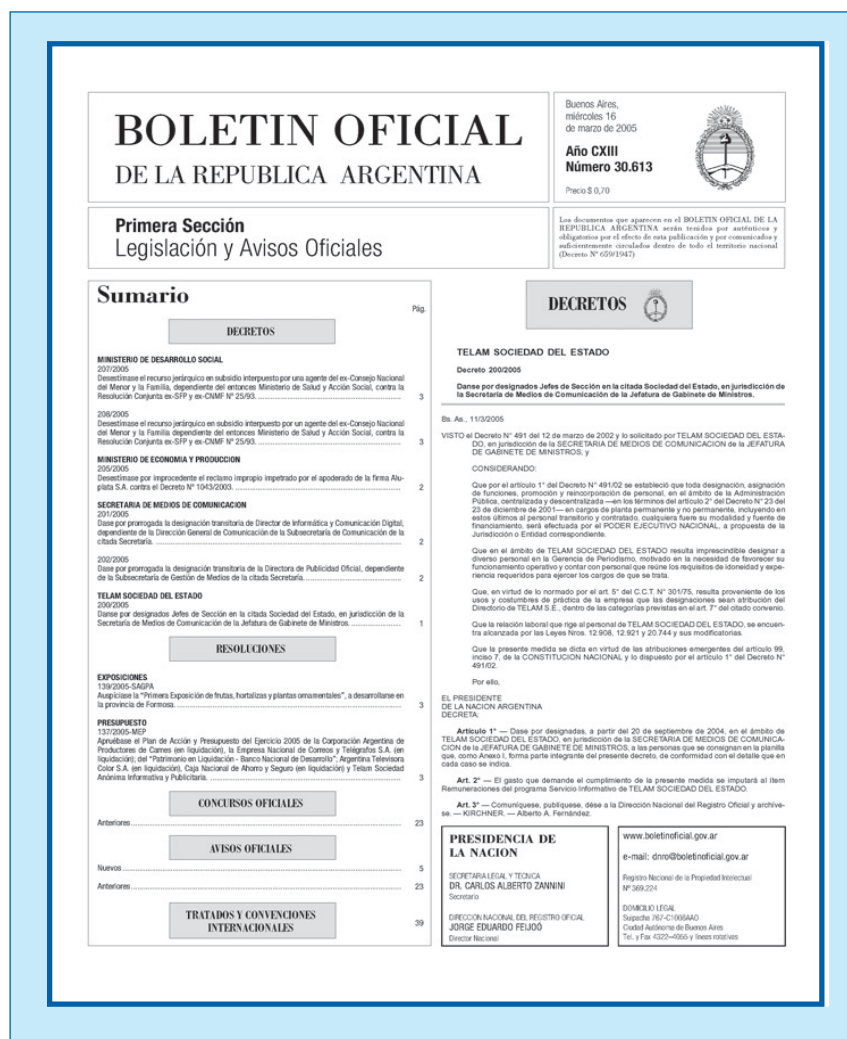 BOLETIN OFICIAL
DE LA REPUBLICA ARGENTINA
Buenos Aires,
miércoles 16
de marzo de 2005
Año CXIII
Número 30.613
Precio $ 0,70
Primera Sección
Legislación y Avisos Oficiales
Los documentos que aparecen en el BOLETIN OFICIAL DE LA
REPUBLICA ARGENTINA serán tenidos por auténticos y
obligatorios por el efecto de esta publicación y por comunicados y
suficientemente circulados dentro de todo el territorio nacional
(Decreto Nº 659/1947)
Sumario
Pág.
DECRETOS
MINISTERIO DE DESARROLLO SOCIAL
207/2005
Desestímase el recurso jerárquico en subsidio interpuesto por una agente del ex-Consejo Nacional
del Menor y la Familia, dependiente del entonces Ministerio de Salud y Acción Social, contra la
Resolución Conjunta ex-SFP y ex-CNMF Nº 25/93. 3
208/2005
Desestímase el recurso jerárquico en subsidio interpuesto por un agente del ex-Consejo Nacional
del Menor y la Familia dependiente del entonces Ministerio de Salud y Acción Social, contra la
Resolución Conjunta ex-SFP y ex-CNMF Nº 25/93. 3
MINISTERIO DE ECONOMIA Y PRODUCCION
205/2005
Desestímase por improcedente el reclamo impropio impetrado por el apoderado de la firma Alu-
plata S.A. contra el Decreto Nº 1043/2003. 2
SECRETARIA DE MEDIOS DE COMUNICACION
201/2005
Dase por prorrogada la designación transitoria de Director de Informática y Comunicación Digital,
dependiente de la Dirección General de Comunicación de la Subsecretaría de Comunicación de la
citada Secretaría. 2
202/2005
Dase por prorrogada la designación transitoria de la Directora de Publicidad Oficial, dependiente
de la Subsecretaría de Gestión de Medios de la citada Secretaría. 2
TELAM SOCIEDAD DEL ESTADO
200/2005
Danse por designados Jefes de Sección en la citada Sociedad del Estado, en jurisdicción de la
Secretaría de Medios de Comunicación de la Jefatura de Gabinete de Ministros. 1
RESOLUCIONES
EXPOSICIONES
139/2005-SAGPA
Auspíciase la "Primera Exposición de frutas, hortalizas y plantas ornamentales", a desarrollarse en
la provincia de Formosa. 3
PRESUPUESTO
137/2005-MEP
Apruébase el Plan de Acción y Presupuesto del Ejercicio 2005 de la Corporación Argentina de
Productores de Carnes (en liquidación), la Empresa Nacional de Correos y Telégrafos S.A. (en
liquidación); del "Patrimonio en Liquidación - Banco Nacional de Desarrollo"; Argentina Televisora
Color S.A. (en liquidación), Caja Nacional de Ahorro y Seguro (en liquidación) y Telam Sociedad
Anónima Informativa y Publicitaria. 3
CONCURSOS OFICIALES
Anteriores 23
AVISOS OFICIALES
Nuevos 5
Anteriores 23
TRATADOS Y CONVENCIONES
INTERNACIONALES 39
DECRETOS
TELAM SOCIEDAD DEL ESTADO
Decreto 200/2005
Danse por designados Jefes de Sección en la citada Sociedad del Estado, en jurisdicción de
la Secretaría de Medios de Comunicación de la Jefatura de Gabinete de Ministros.
Bs. As., 11/3/2005
VISTO el Decreto N° 491 del 12 de marzo de 2002 y lo solicitado por TELAM SOCIEDAD DEL ESTA-
DO, en jurisdicción de la SECRETARIA DE MEDIOS DE COMUNICACION de la JEFATURA
DE GABINETE DE MINISTROS, y
CONSIDERANDO:
Que por el artículo 1° del Decreto N° 491/02 se estableció que toda designación, asignación
de funciones, promoción y reincorporación de personal, en el ámbito de la Administración
Pública, centralizada y descentralizada —en los términos del artículo 2° del Decreto N° 23 del
23 de diciembre de 2001— en cargos de planta permanente y no permanente, incluyendo en
estos últimos al personal transitorio y contratado, cualquiera fuere su modalidad y fuente de
financiamiento, será efectuada por el PODER EJECUTIVO NACIONAL, a propuesta de la
Jurisdicción o Entidad correspondiente.
Que en el ámbito de TELAM SOCIEDAD DEL ESTADO resulta imprescindible designar a
diverso personal en la Gerencia de Periodismo, motivado en la necesidad de favorecer su
funcionamiento operativo y contar con personal que reúne los requisitos de idoneidad y expe-
riencia requeridos para ejercer los cargos de que se trata.
Que, en virtud de lo normado por el art. 5° del C.C.T. N° 301/75, resulta proveniente de los
usos y costumbres de práctica de la empresa que las designaciones sean atribución del
Directorio de TELAM S.E., dentro de las categorías previstas en el art. 7° del citado convenio.
Que la relación laboral que rige al personal de TELAM SOCIEDAD DEL ESTADO, se encuen-
tra alcanzada por las Leyes Nros. 12.908, 12.921 y 20.744 y sus modificatorias.
Que la presente medida se dicta en virtud de las atribuciones emergentes del artículo 99,
inciso 7, de la CONSTITUCION NACIONAL y lo dispuesto por el artículo 1° del Decreto N°
491/02.
Por ello,
EL PRESIDENTE
DE LA NACION ARGENTINA
DECRETA:
Artículo 1° — Dase por designadas, a partir del 20 de septiembre de 2004, en el ámbito de
TELAM SOCIEDAD DEL ESTADO, en jurisdicción de la SECRETARIA DE MEDIOS DE COMUNICA-
CION de la JEFATURA DE GABINETE DE MINISTROS, a las personas que se consignan en la planilla
que, como Anexo I, forma parte integrante del presente decreto, de conformidad con el detalle que en
cada caso se indica.
Art. 2° — El gasto que demande el cumplimiento de la presente medida se imputará al Item
Remuneraciones del programa Servicio Informativo de TELAM SOCIEDAD DEL ESTADO.
Art. 3° — Comuníquese, publíquese, dése a la Dirección Nacional del Registro Oficial y archíve-
se. — KIRCHNER. — Alberto A. Fernández.
PRESIDENCIA DE
LA NACION
SECRETARIA LEGAL Y TECNICA
DR. CARLOS ALBERTO ZANNINI
Secretario
DIRECCION NACIONAL DEL REGISTRO OFICIAL
JORGE EDUARDO FEIJOÓ
Director Nacional
www.boletinoficial.gov.ar
e-mail: dnro@boletinoficial.gov.ar
Registro Nacional de la Propiedad Intelectual
Nº 369.224
DOMICILIO LEGAL
Suipacha 767-C1008AAO
Ciudad Autónoma de Buenos Aires
Tel. y Fax 4322-4055 y líneas rotativas